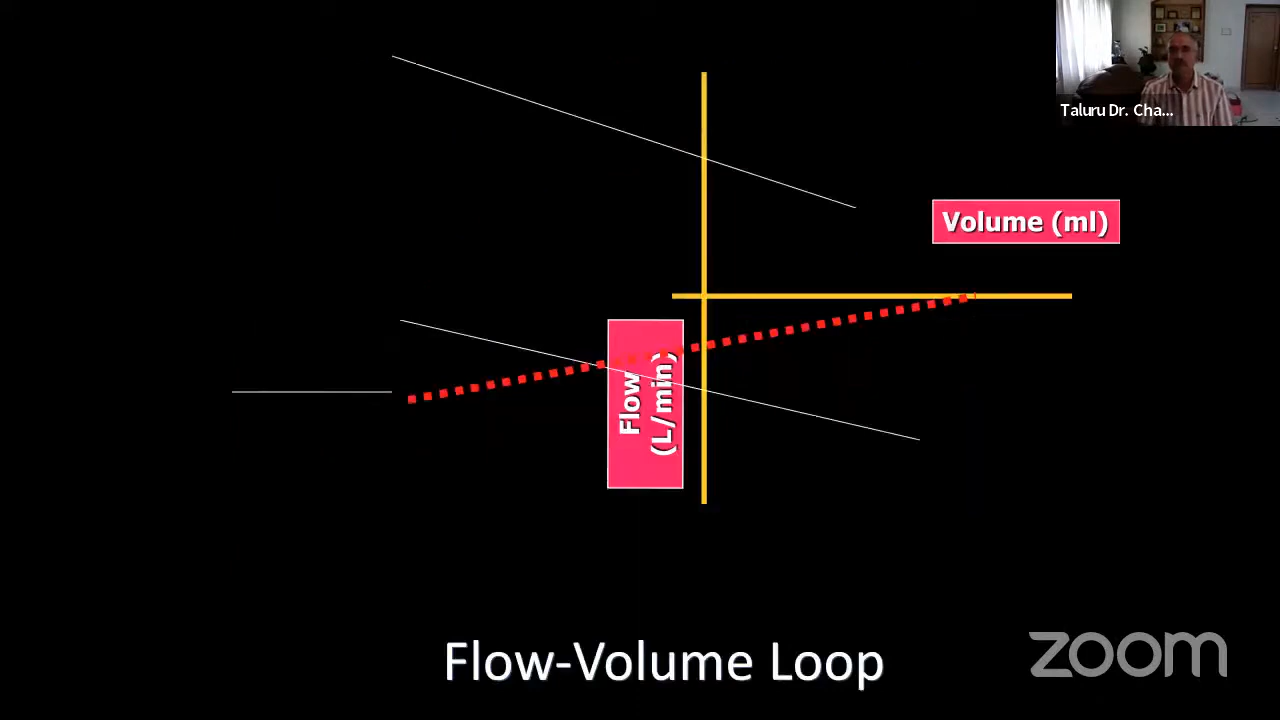 Taluru Dr. Cha...
Volume (ml)
Flow
(L/min)
Flow-Volume Loop
zoom